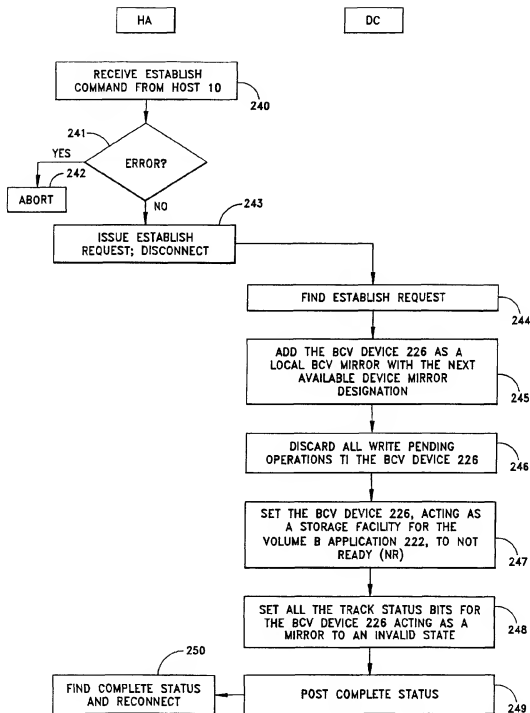 HA
DC
RECEIVE ESTABLISH
COMMAND FROM HOST 10
240
241
YES
ERROR?
242
ABORT
NO
243
ISSUE ESTABLISH
REQUEST; DISCONNECT
FIND ESTABLISH REQUEST
244
ADD THE BCV DEVICE 226 AS A
LOCAL BCV MIRROR WITH THE NEXT
AVAILABLE DEVICE MIRROR
DESIGNATION
245
DISCARD ALL WRITE PENDING
OPERATIONS TI THE BCV DEVICE 226
246
SET THE BCV DEVICE 226, ACTING AS
A STORAGE FACILITY FOR THE
VOLUME B APPLICATION 222, TO NOT
READY (NR)
247
SET ALL THE TRACK STATUS BITS FOR
THE BCV DEVICE 226 ACTING AS A
MIRROR TO AN INVALID STATE
248
250
FIND COMPLETE STATUS
AND RECONNECT
POST COMPLETE STATUS
249